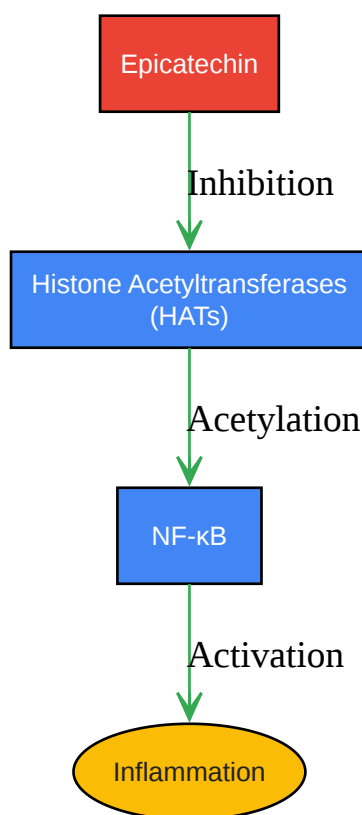 Epicatechin
Inhibition
Histone Acetyltransferases
(HATs)
Acetylation
NF-κB
Activation
Inflammation